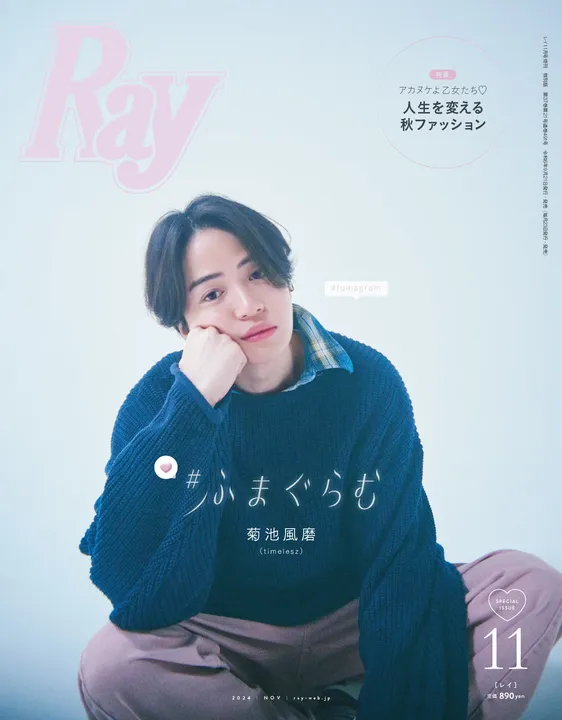 Ray
特選
アカヌケよ乙女たち♡
人生を変える
秋ファッション
#fumagram
#ふまぐらむ
菊池風磨
(timelesz)
SPECIAL
ISSUE
11
[レイ]
定価 890yen
2024 | NOV | ray-web.jp